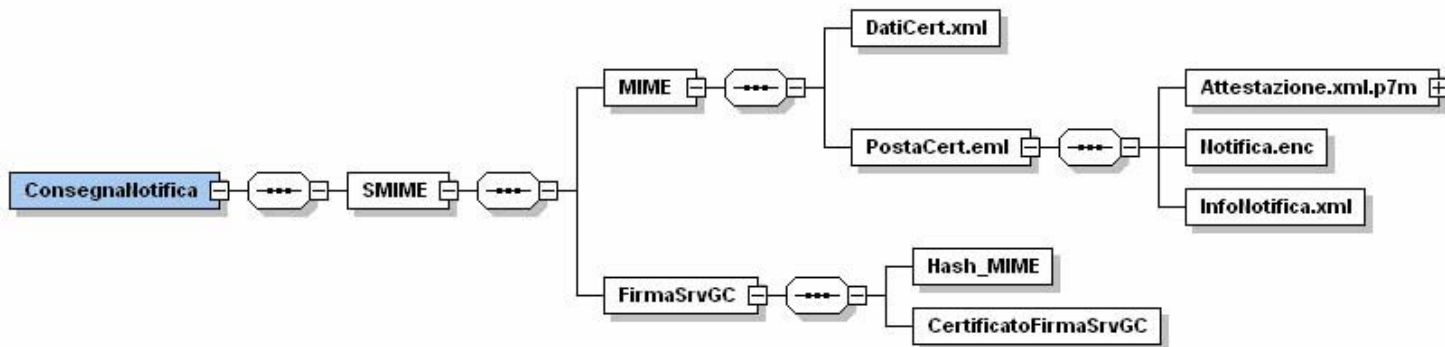 DatiCert.xml
MIME
Attestazione.xml.p7m
PostaCert.eml
Notifica.enc
ConsegnaNotifica
SMIME
InfoNotifica.xml
Hash_MIME
FirmaSrvGC
CertificatoFirmaSrvGC